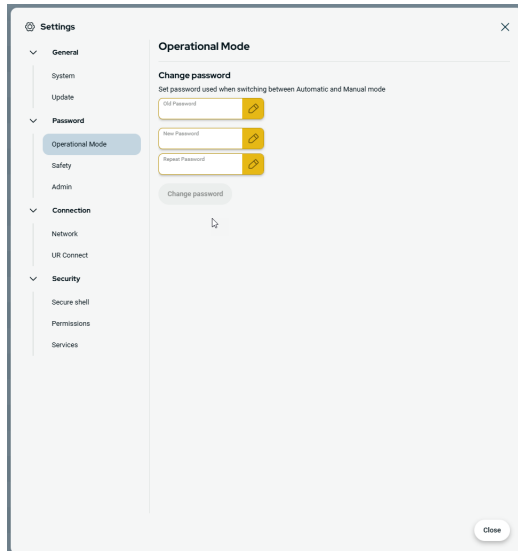 Settings
General
System
Update
Password
Operational Mode
Safety
Admin
Connection
Network
UR Connect
Security
Secure shell
Permissions
Services
Operational Mode
Change password
Set password used when switching between Automatic and Manual mode
Old Password
New Password
Repeat Password
Change password
Close